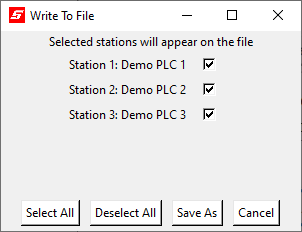 Write To File
Selected stations will appear on the file
Station 1: Demo PLC 1
Station 2: Demo PLC 2
Station 3: Demo PLC 3
Select All Deselect All Save As Cancel